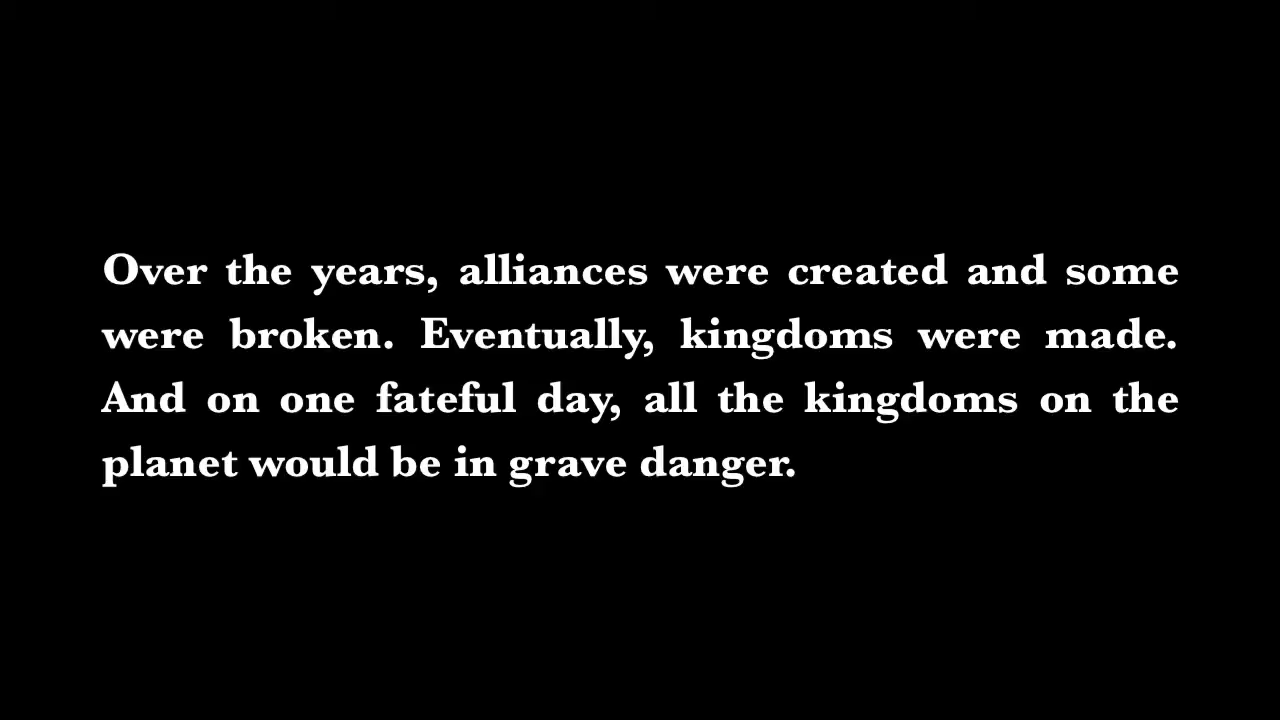 Over the years, alliances were created and some
were broken. Eventually, kingdoms were made.
And on one fateful day, all the kingdoms on the
planet would be in grave danger.